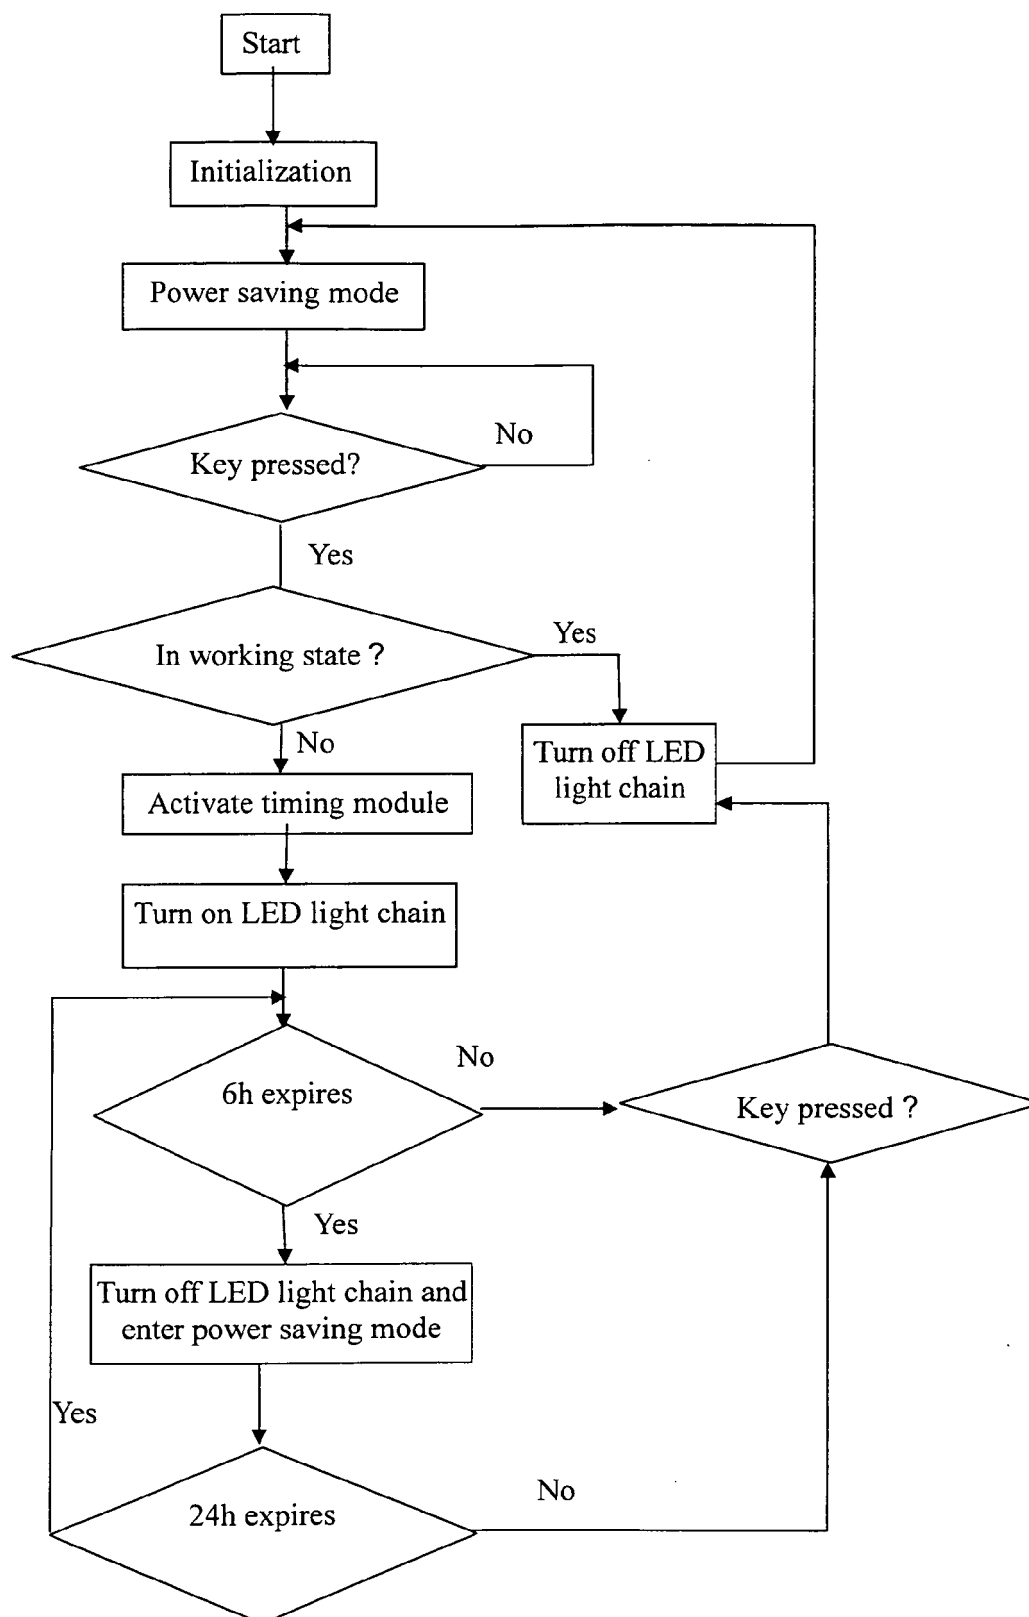 Start
Initialization
Power saving mode
Key pressed?
No
Yes
In working state ?
Yes
No
Turn off LED
light chain
Activate timing module
Turn on LED light chain
6h expires
No
Key pressed ?
Yes
Turn off LED light chain and
enter power saving mode
Yes
24h expires
No